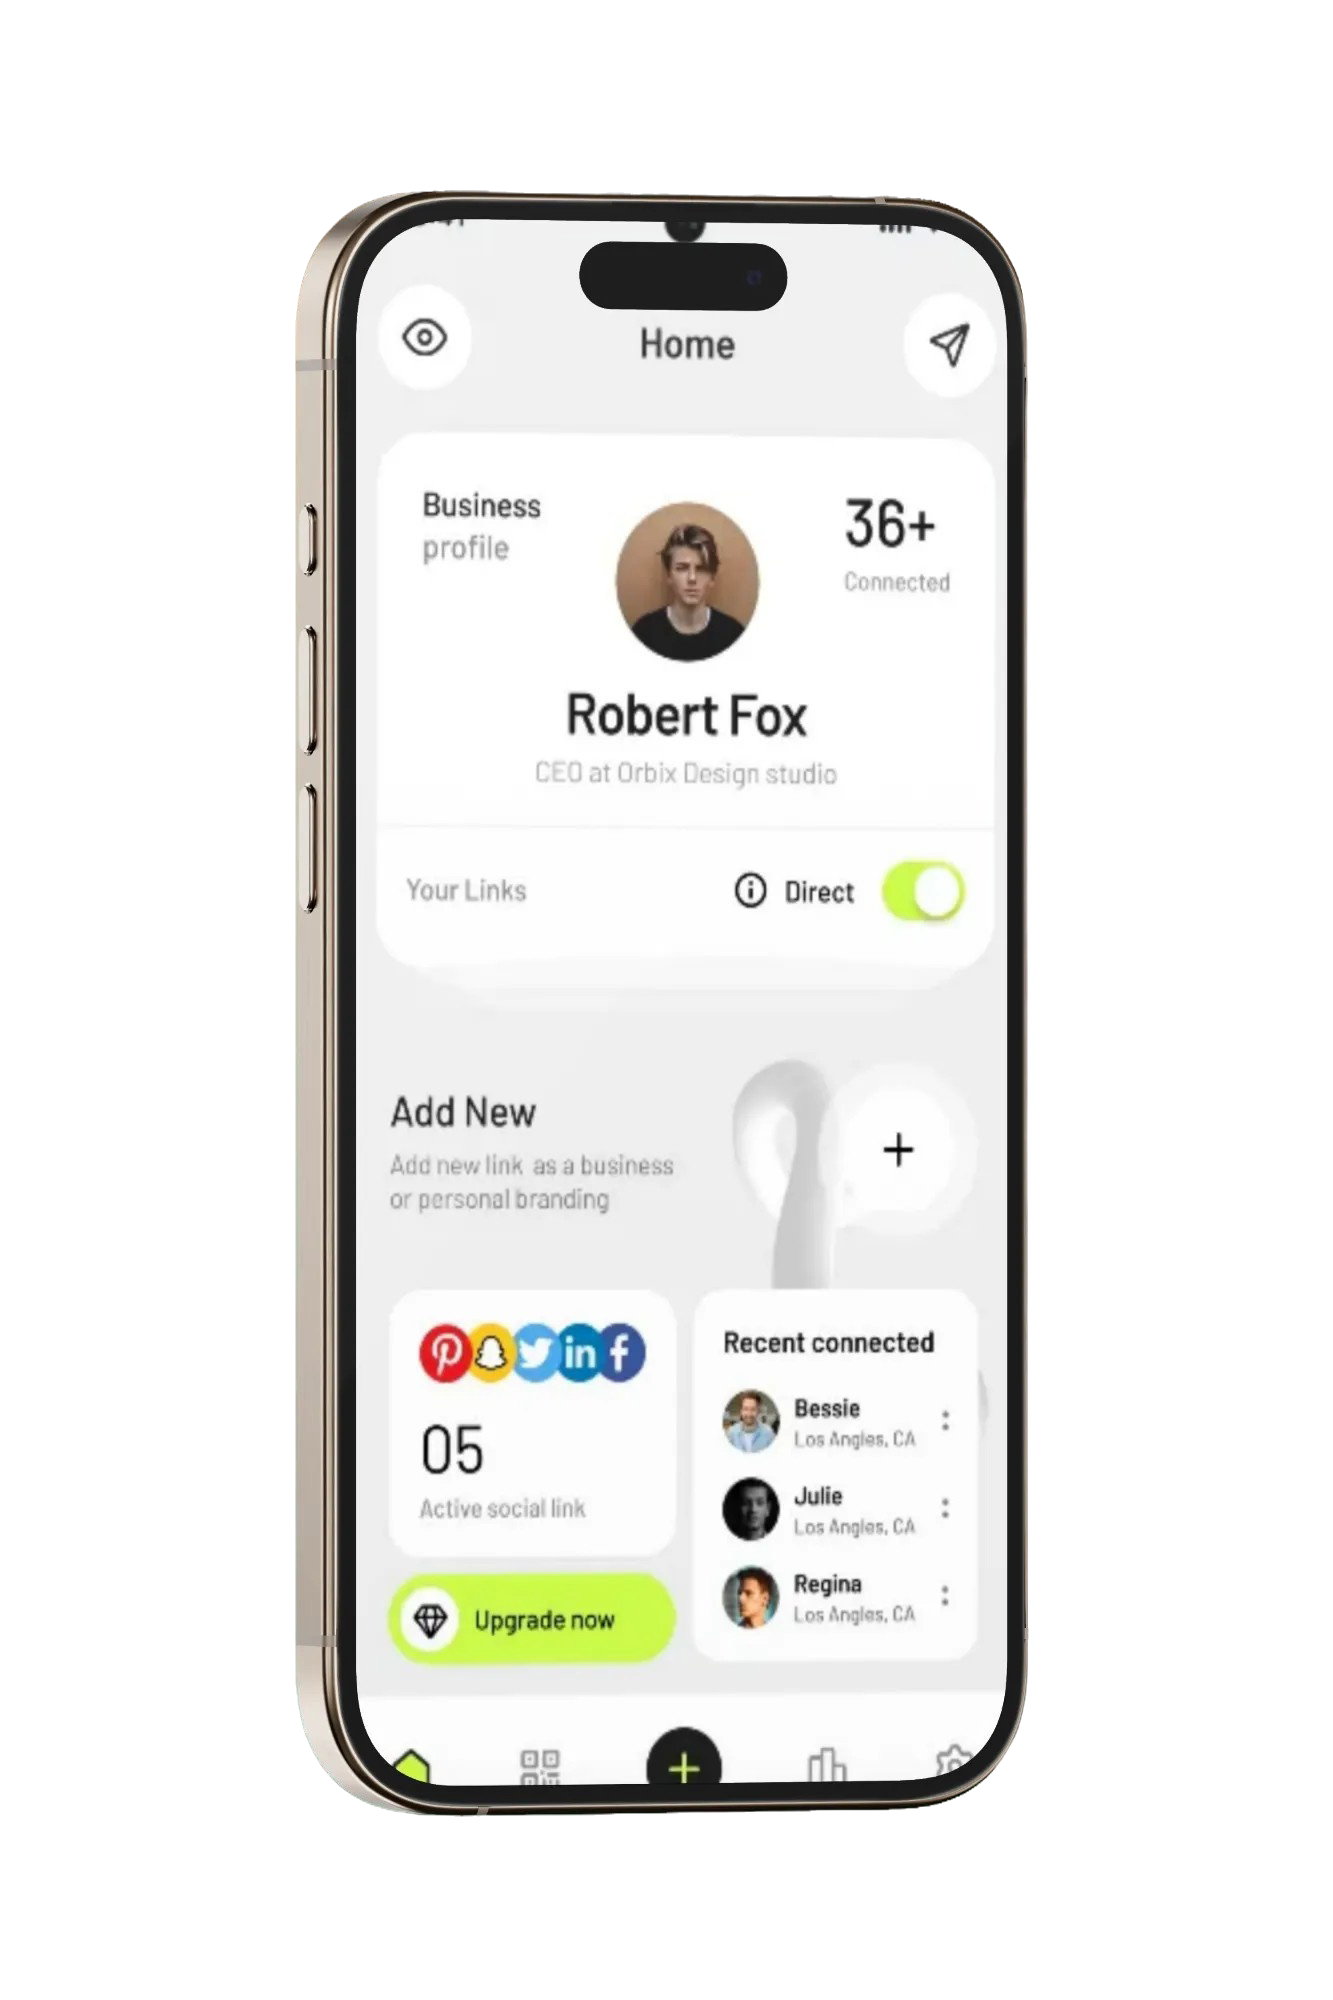 Home
Business
profile
36+
Connected
Robert Fox
CEO at Orbix Design studio
Your Links
Direct
Add New
Add new link as a business
or personal branding
05
Active social link
Upgrade now
Recent connected
Bessie
Los Angles, CA
Julie
Los Angles, CA
Regina
Los Angles, CA